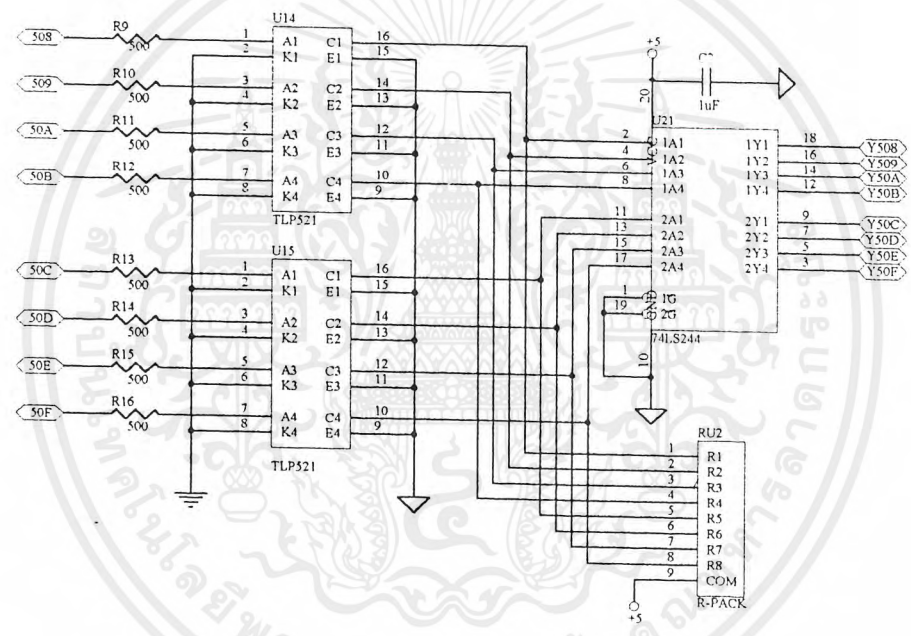 U14
508 R9 500 1 A1 C1 16
2 K1 E1 15
509 R10 500 3 A2 C2 14
4 K2 E2 13
50A R11 500 5 A3 C3 12
6 K3 E3 11
50B R12 500 7 A4 C4 10
8 K4 E4 9
TLP521
U15
50C R13 500 1 A1 C1 16
2 K1 E1 15
50D R14 500 3 A2 C2 14
4 K2 E2 13
50E R15 500 5 A3 C3 12
6 K3 E3 11
50F R16 500 7 A4 C4 10
8 K4 E4 9
TLP521
+5
1uF
20
U21
VCC
2 1A1 1Y1 18 Y508
4 1A2 1Y2 16 Y509
6 1A3 1Y3 14 Y50A
8 1A4 1Y4 12 Y50B
11 2A1 2Y1 9 Y50C
13 2A2 2Y2 7 Y50D
15 2A3 2Y3 5 Y50E
17 2A4 2Y4 3 Y50F
1 1G
19 2G
GND
10
74LS244
RU2
1 R1
2 R2
3 R3
4 R4
5 R5
6 R6
7 R7
8 R8
9 COM
R-PACK
+5